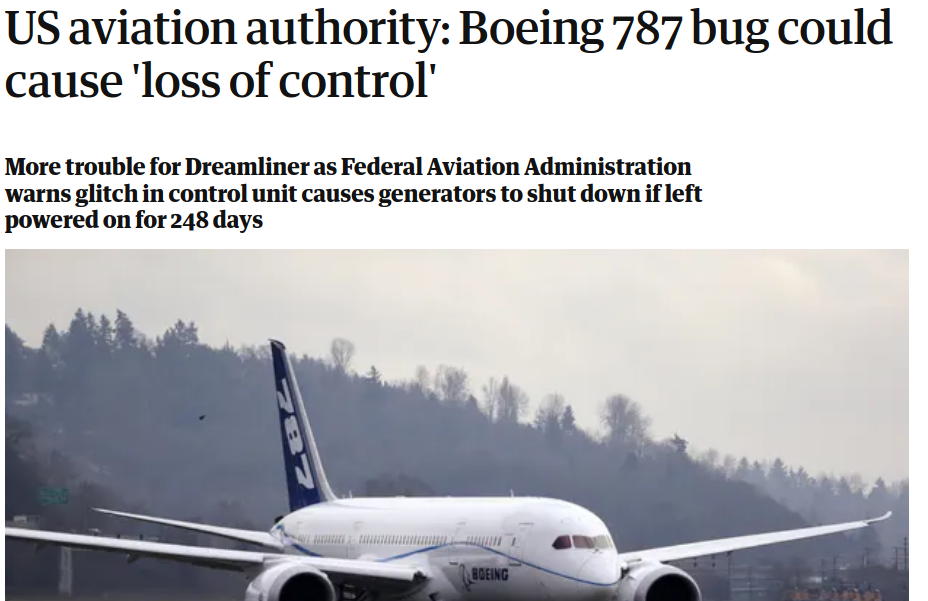 US aviation authority: Boeing 787 bug could
cause 'loss of control'
More trouble for Dreamliner as Federal Aviation Administration
warns glitch in control unit causes generators to shut down if left
powered on for 248 days
787
BOEING